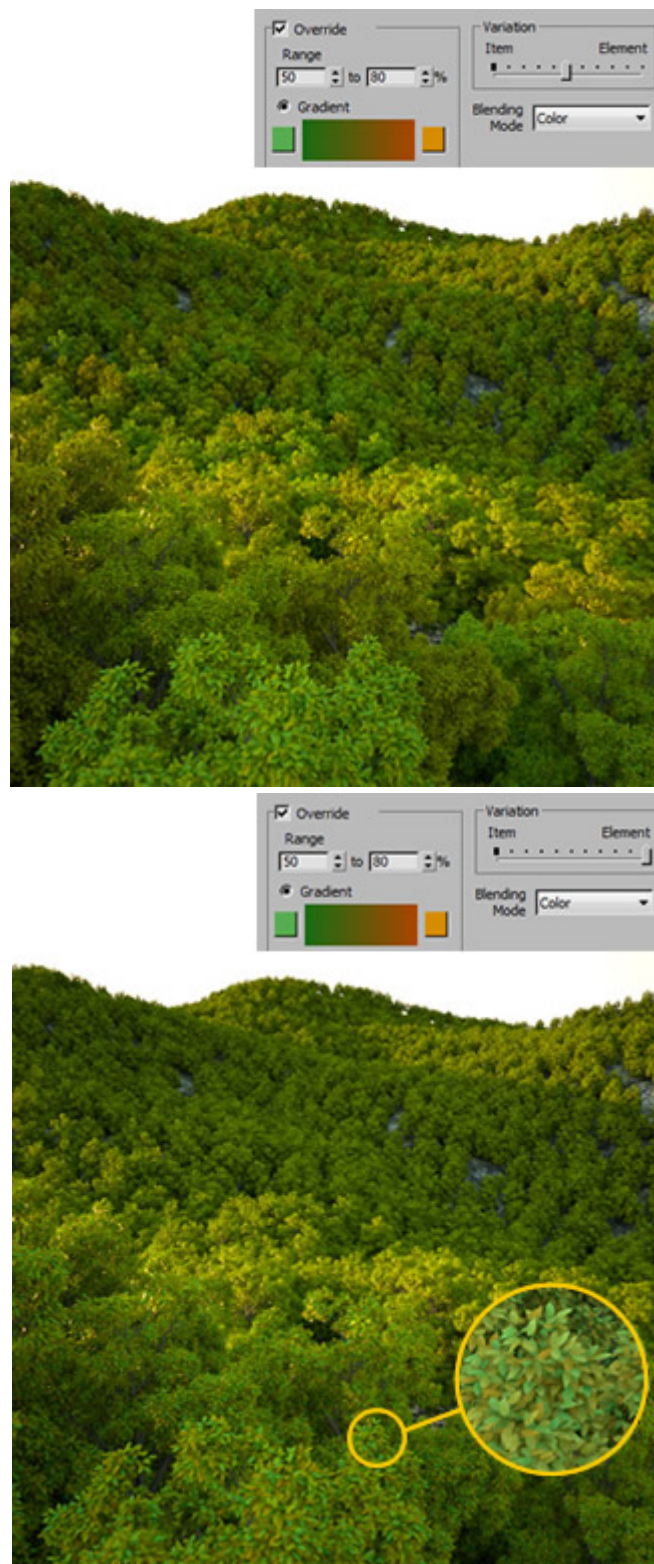 Override
Variation
Range
Item Element
50 to 80 %
Gradient
Blending Mode Color
Override
Variation
Range
Item Element
50 to 80 %
Gradient
Blending Mode Color